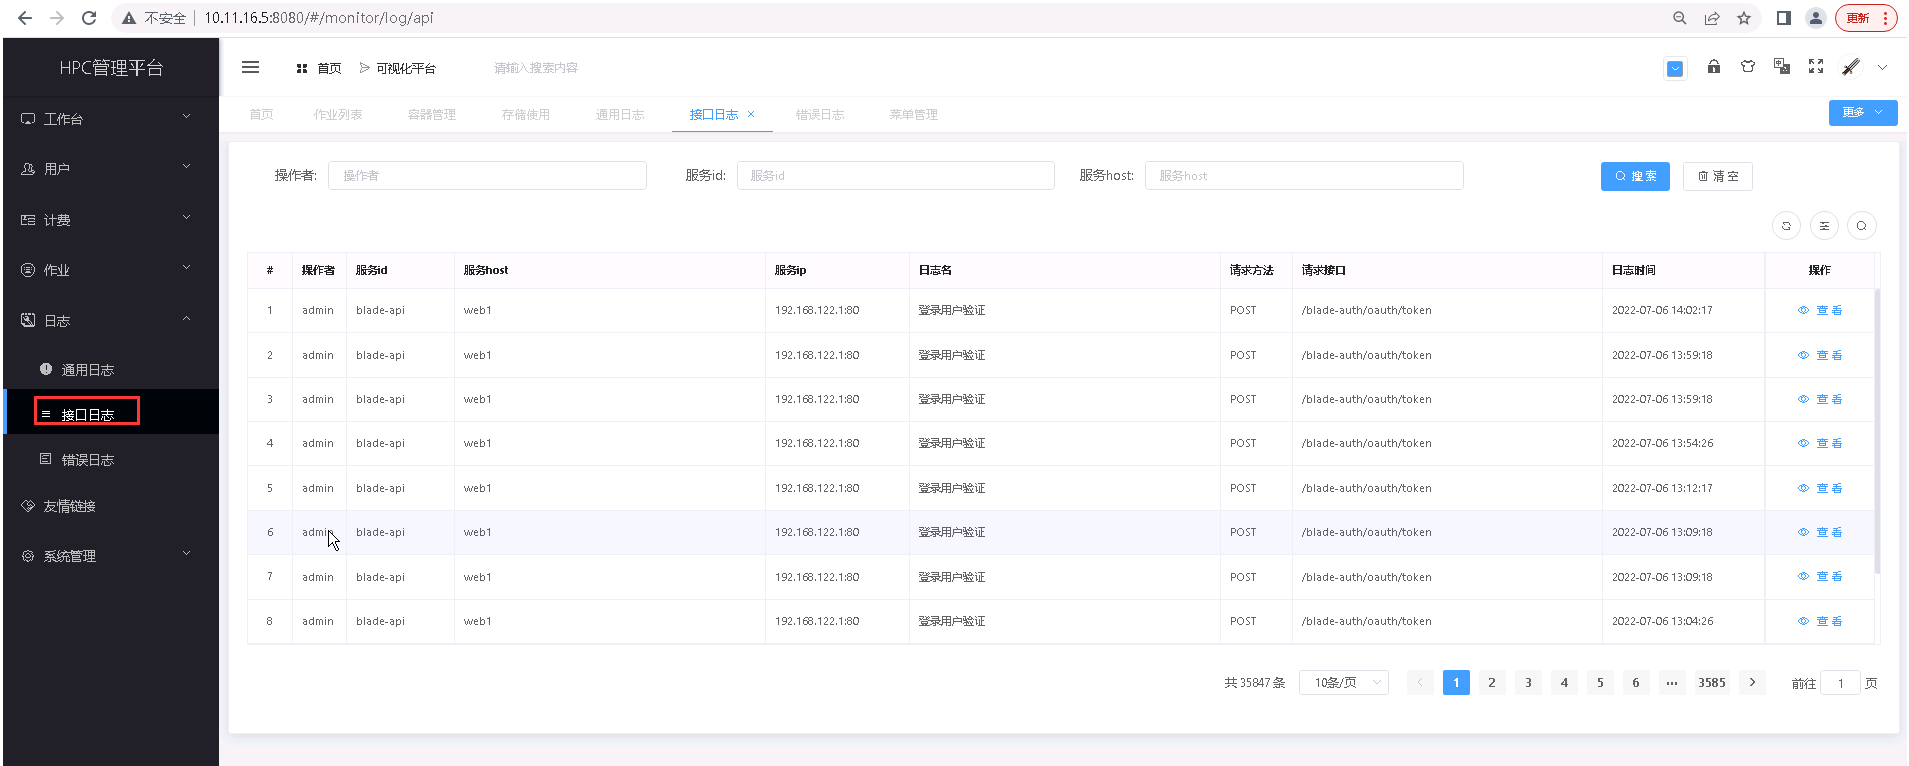 不安全 10.11.16.5:8080/#/monitor/log/api 更新
HPC管理平台
首页 可视化平台 请输入搜索内容
首页 作业列表 容器管理 存储使用 通用日志 接口日志 × 错误日志 菜单管理 更多
工作台
用户
计费
作业
日志
通用日志
接口日志
错误日志
友情链接
系统管理
操作者: 操作者 服务id: 服务id 服务host: 服务host 搜索 清空
# 操作者 服务id 服务host 服务ip 日志名 请求方法 请求接口 日志时间 操作
1 admin blade-api web1 192.168.122.1:80 登录用户验证 POST /blade-auth/oauth/token 2022-07-06 14:02:17 查看
2 admin blade-api web1 192.168.122.1:80 登录用户验证 POST /blade-auth/oauth/token 2022-07-06 13:59:18 查看
3 admin blade-api web1 192.168.122.1:80 登录用户验证 POST /blade-auth/oauth/token 2022-07-06 13:59:18 查看
4 admin blade-api web1 192.168.122.1:80 登录用户验证 POST /blade-auth/oauth/token 2022-07-06 13:54:26 查看
5 admin blade-api web1 192.168.122.1:80 登录用户验证 POST /blade-auth/oauth/token 2022-07-06 13:12:17 查看
6 admin blade-api web1 192.168.122.1:80 登录用户验证 POST /blade-auth/oauth/token 2022-07-06 13:09:18 查看
7 admin blade-api web1 192.168.122.1:80 登录用户验证 POST /blade-auth/oauth/token 2022-07-06 13:09:18 查看
8 admin blade-api web1 192.168.122.1:80 登录用户验证 POST /blade-auth/oauth/token 2022-07-06 13:04:26 查看
共 35847 条 10条/页 1 2 3 4 5 6 ··· 3585 前往 1 页